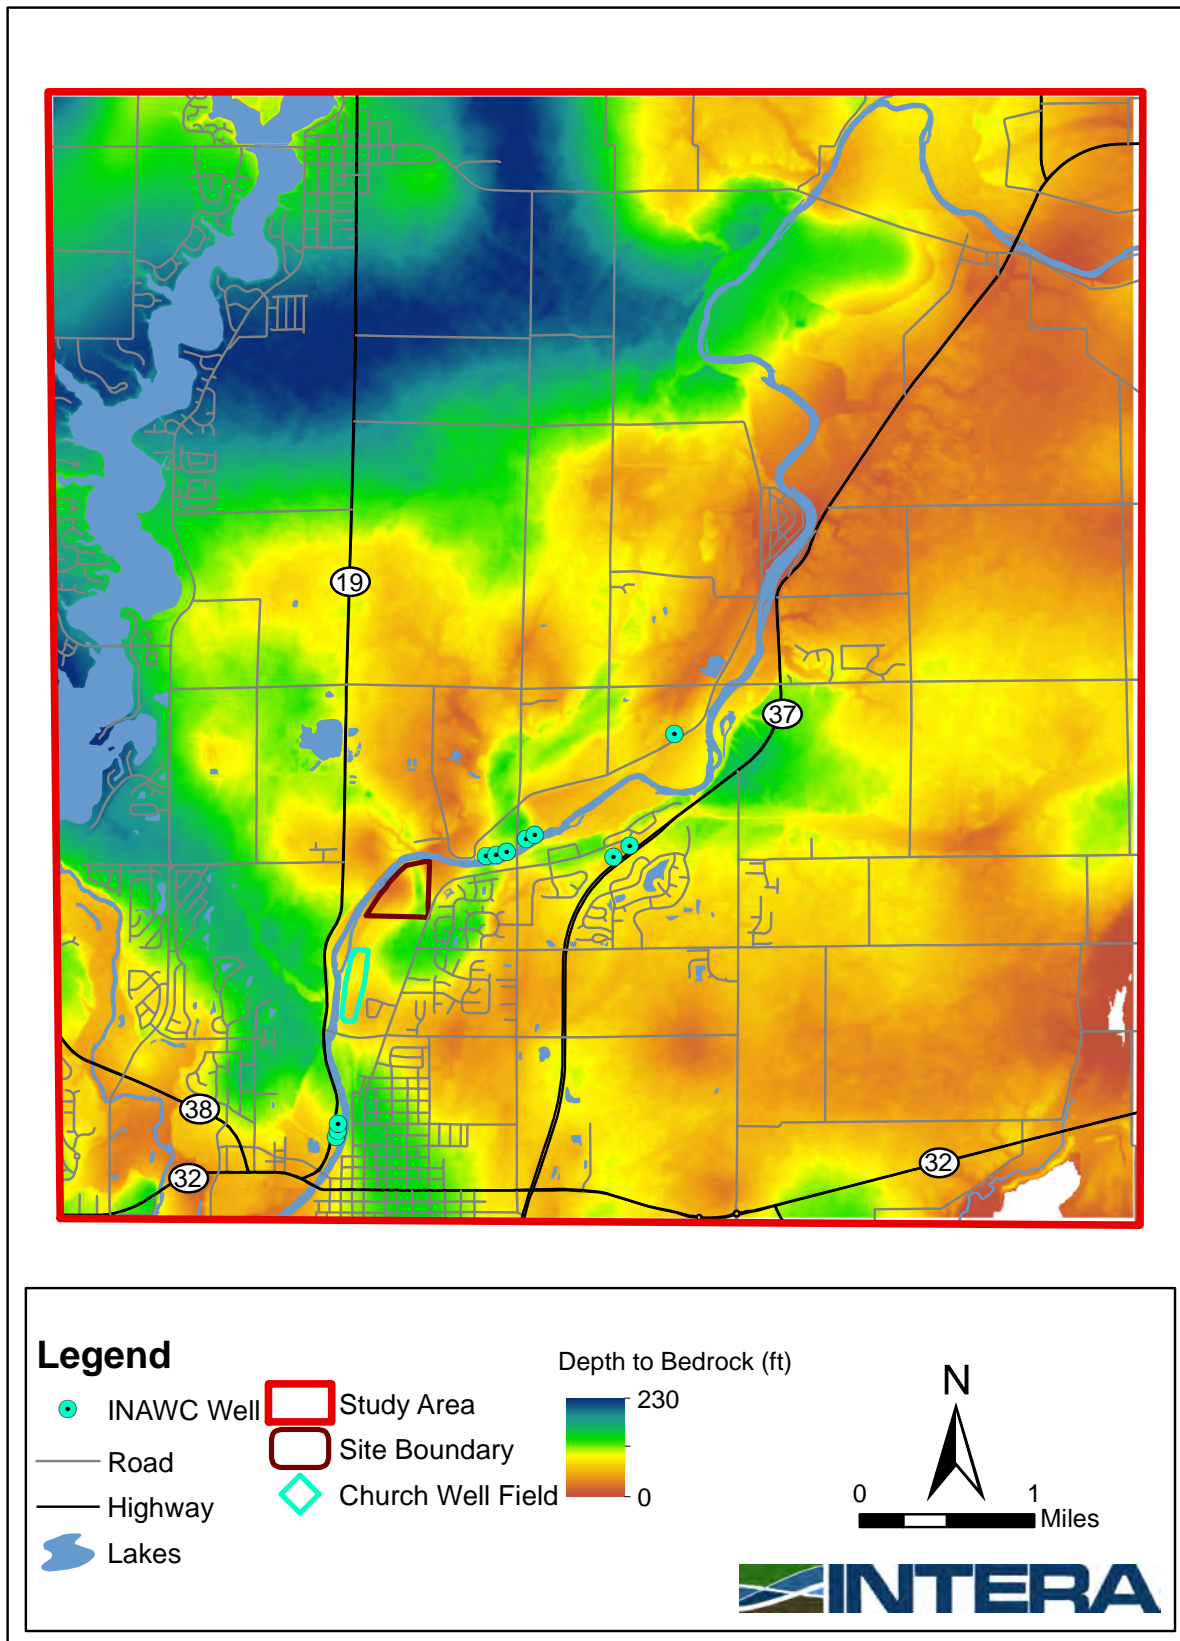 19
37
38
32
32
Legend
INAWC Well
Road
Highway
Lakes
Study Area
Site Boundary
Church Well Field
Depth to Bedrock (ft)
230
0
N
0 1
Miles
INTERA